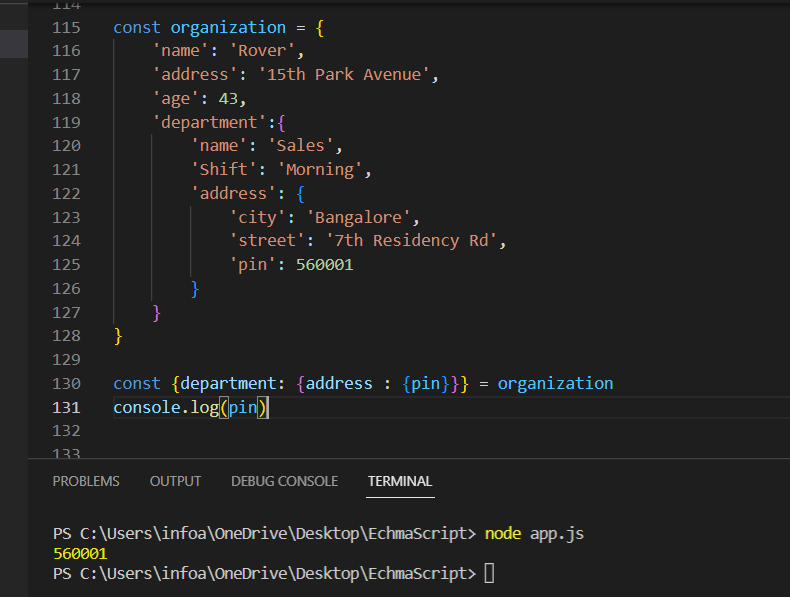 114
115 const organization = {
116     'name': 'Rover',
117     'address': '15th Park Avenue',
118     'age': 43,
119     'department':{
120         'name': 'Sales',
121         'Shift': 'Morning',
122         'address': {
123             'city': 'Bangalore',
124             'street': '7th Residency Rd',
125             'pin': 560001
126         }
127     }
128 }
129
130 const {department: {address : {pin}}} = organization
131 console.log(pin)
132
133
PROBLEMS OUTPUT DEBUG CONSOLE TERMINAL
PS C:\Users\infoa\OneDrive\Desktop\EchmaScript> node app.js
560001
PS C:\Users\infoa\OneDrive\Desktop\EchmaScript>